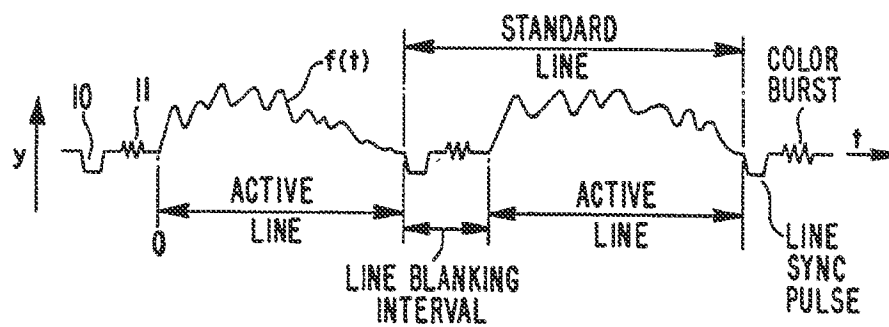 STANDARD
LINE
COLOR
BURST
f(t)
10
11
y
t
ACTIVE
LINE
ACTIVE
LINE
0
LINE BLANKING
INTERVAL
LINE
SYNC
PULSE